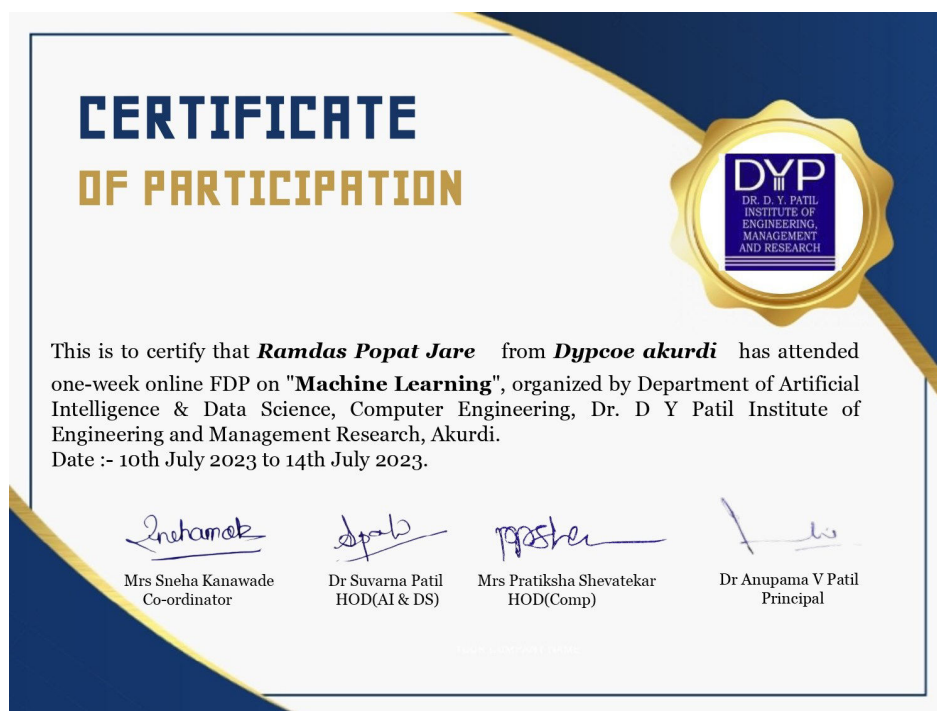 CERTIFICATE
OF PARTICIPATION
DYP
DR. D. Y. PATIL
INSTITUTE OF
ENGINEERING,
MANAGEMENT
AND RESEARCH
This is to certify that Ramdas Popat Jare from Dypcoe akurdi has attended
one-week online FDP on "Machine Learning", organized by Department of Artificial
Intelligence & Data Science, Computer Engineering, Dr. D Y Patil Institute of
Engineering and Management Research, Akurdi.
Date :- 10th July 2023 to 14th July 2023.
Mrs Sneha Kanawade
Co-ordinator
Dr Suvarna Patil
HOD(AI & DS)
Mrs Pratiksha Shevatekar
HOD(Comp)
Dr Anupama V Patil
Principal